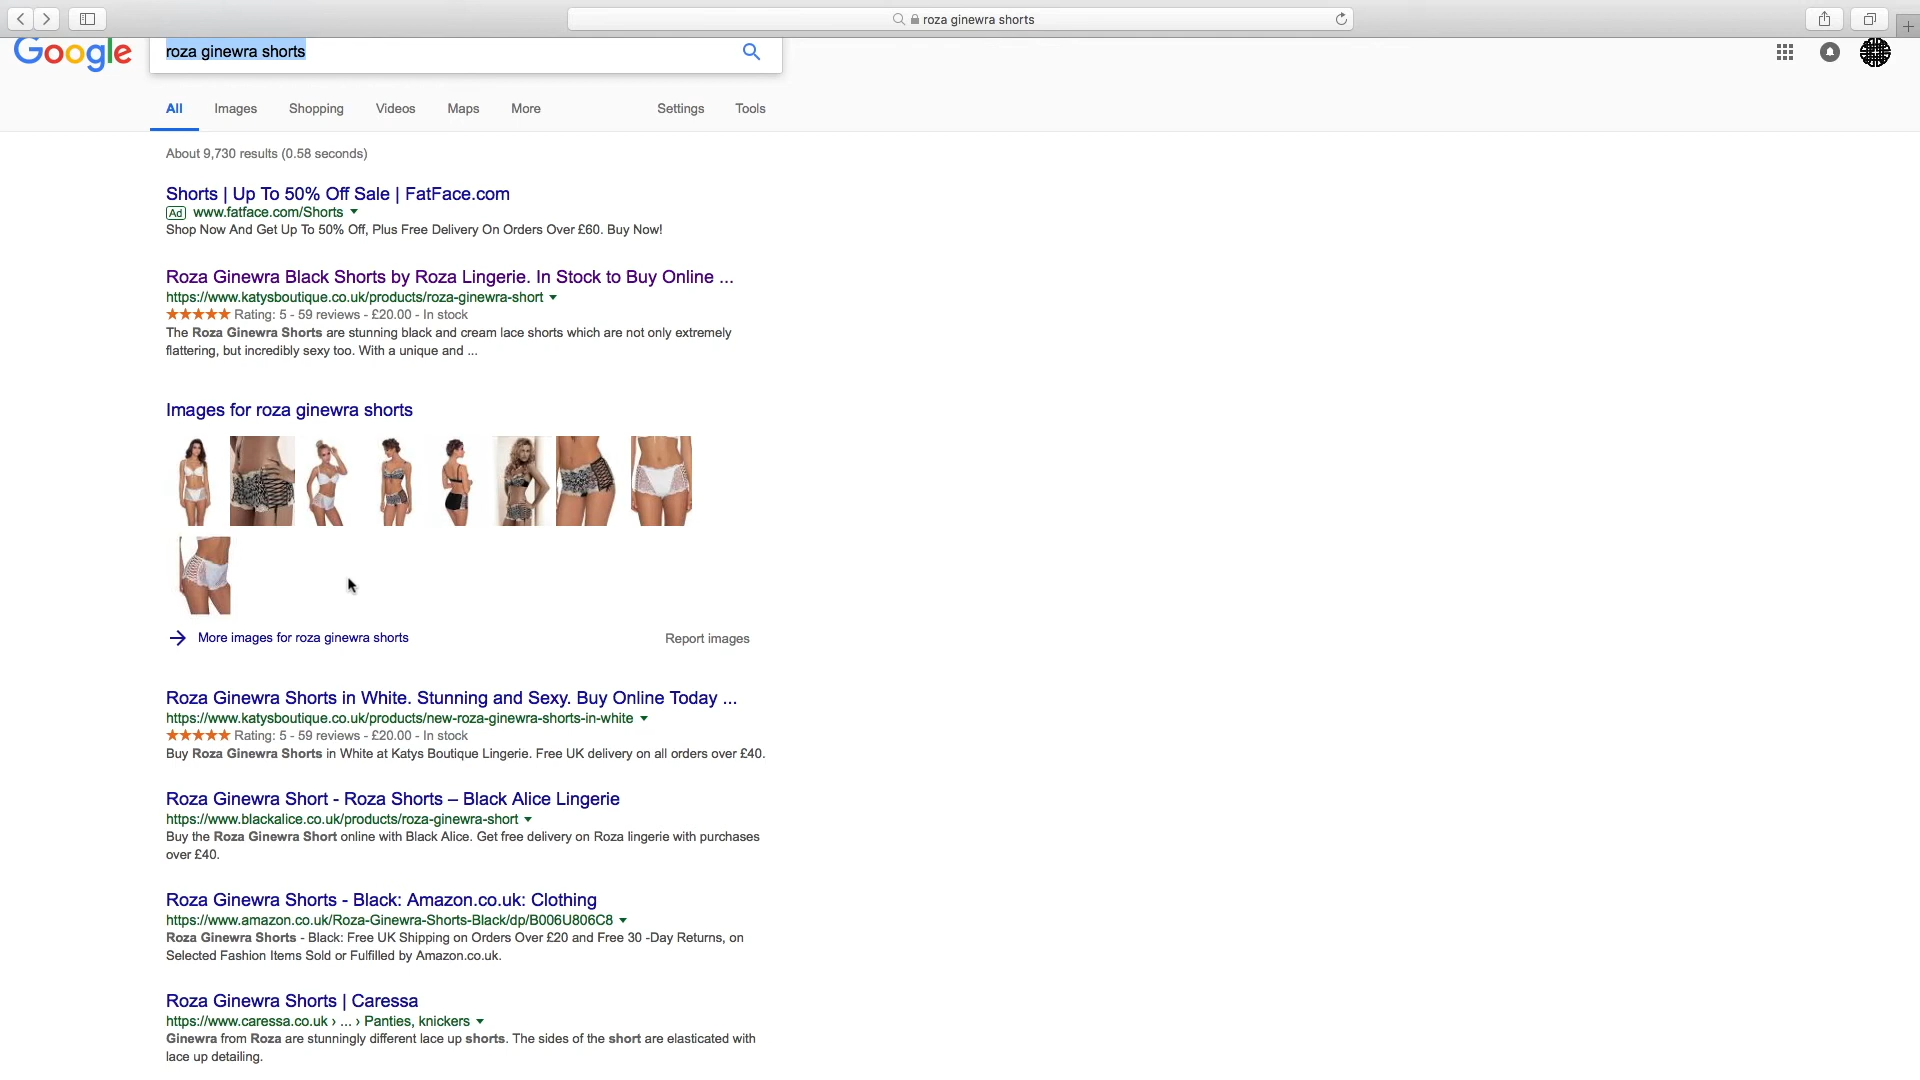 roza ginewra shorts
Google
roza ginewra shorts
All Images Shopping Videos Maps More Settings Tools
About 9,730 results (0.58 seconds)
Shorts | Up To 50% Off Sale | FatFace.com
Ad www.fatface.com/Shorts
Shop Now And Get Up To 50% Off, Plus Free Delivery On Orders Over £60. Buy Now!
Roza Ginewra Black Shorts by Roza Lingerie. In Stock to Buy Online ...
https://www.katysboutique.co.uk/products/roza-ginewra-short
Rating: 5 - 59 reviews - £20.00 - In stock
The Roza Ginewra Shorts are stunning black and cream lace shorts which are not only extremely
flattering, but incredibly sexy too. With a unique and ...
Images for roza ginewra shorts
More images for roza ginewra shorts Report images
Roza Ginewra Shorts in White. Stunning and Sexy. Buy Online Today ...
https://www.katysboutique.co.uk/products/new-roza-ginewra-shorts-in-white
Rating: 5 - 59 reviews - £20.00 - In stock
Buy Roza Ginewra Shorts in White at Katys Boutique Lingerie. Free UK delivery on all orders over £40.
Roza Ginewra Short - Roza Shorts – Black Alice Lingerie
https://www.blackalice.co.uk/products/roza-ginewra-short
Buy the Roza Ginewra Short online with Black Alice. Get free delivery on Roza lingerie with purchases
over £40.
Roza Ginewra Shorts - Black: Amazon.co.uk: Clothing
https://www.amazon.co.uk/Roza-Ginewra-Shorts-Black/dp/B006U806C8
Roza Ginewra Shorts - Black: Free UK Shipping on Orders Over £20 and Free 30 -Day Returns, on
Selected Fashion Items Sold or Fulfilled by Amazon.co.uk.
Roza Ginewra Shorts | Caressa
https://www.caressa.co.uk › ... › Panties, knickers
Ginewra from Roza are stunningly different lace up shorts. The sides of the short are elasticated with
lace up detailing.